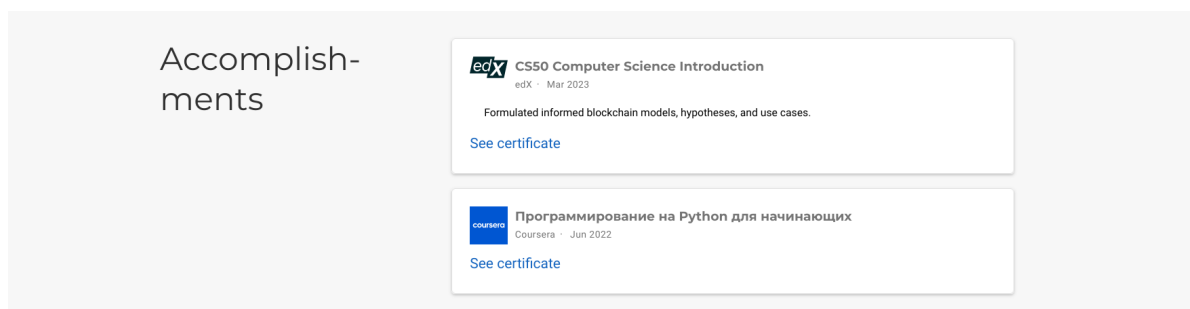 Accomplish-
ments
edX
CS50 Computer Science Introduction
edX · Mar 2023
Formulated informed blockchain models, hypotheses, and use cases.
See certificate
coursera
Программирование на Python для начинающих
Coursera · Jun 2022
See certificate